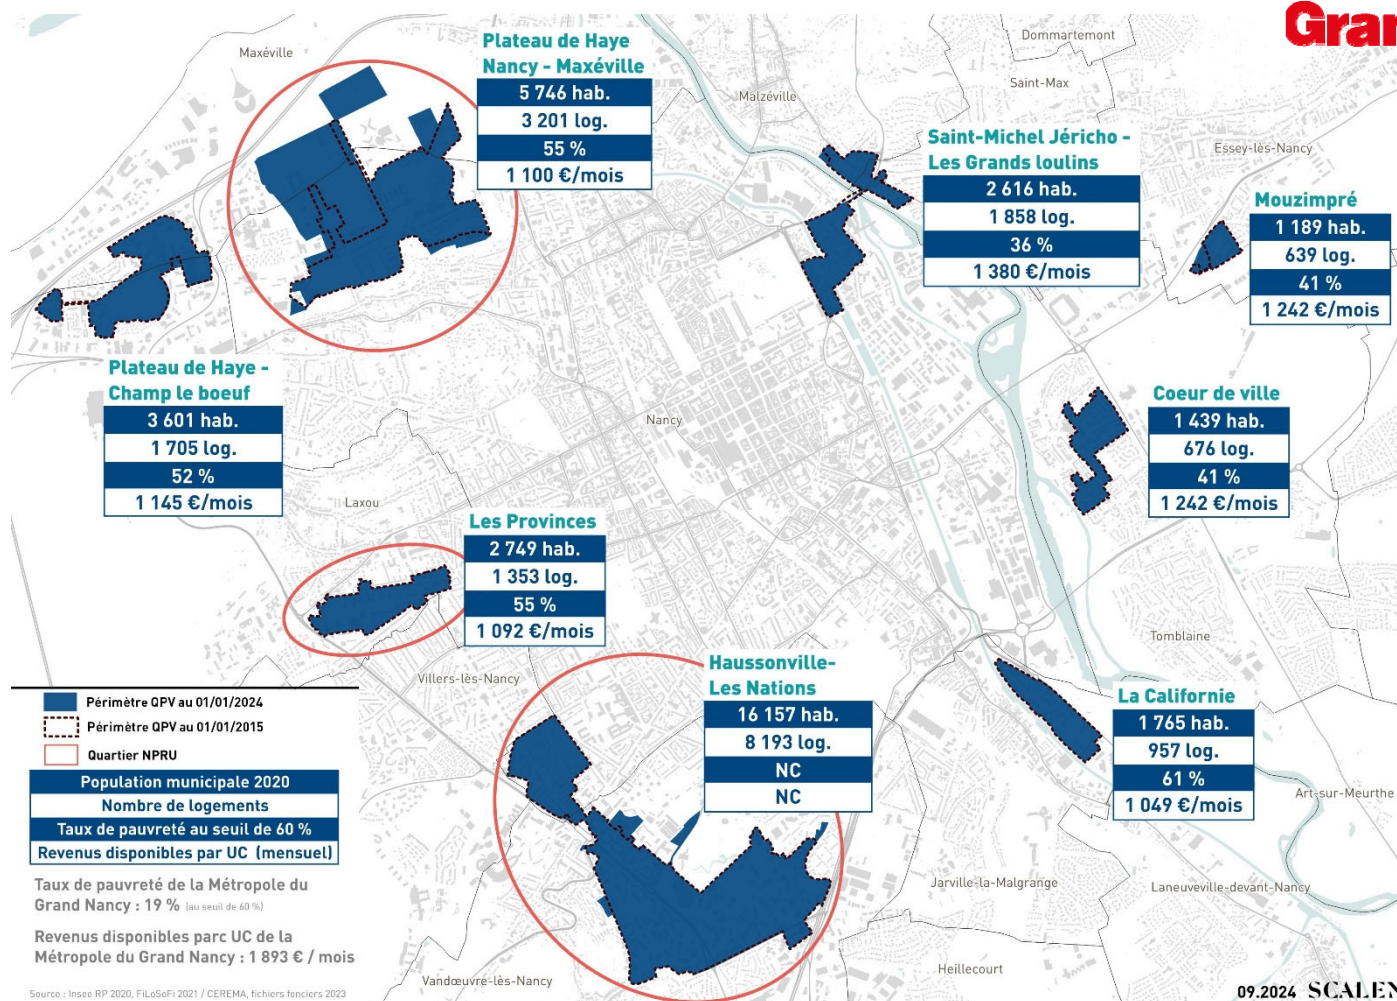 Gran
Maxéville
Dommartemont
Saint-Max
Malzéville
Essey-lès-Nancy
Plateau de Haye
Nancy - Maxéville
5 746 hab.
3 201 log.
55 %
1 100 €/mois
Saint-Michel Jéricho -
Les Grands loulins
2 616 hab.
1 858 log.
36 %
1 380 €/mois
Mouzimpré
1 189 hab.
639 log.
41 %
1 242 €/mois
Plateau de Haye -
Champ le boeuf
3 601 hab.
1 705 log.
52 %
1 145 €/mois
Nancy
Coeur de ville
1 439 hab.
676 log.
41 %
1 242 €/mois
Laxou
Les Provinces
2 749 hab.
1 353 log.
55 %
1 092 €/mois
Tomblaine
Villers-lès-Nancy
Haussonville-
Les Nations
16 157 hab.
8 193 log.
NC
NC
La Californie
1 765 hab.
957 log.
61 %
1 049 €/mois
Art-sur-Meurthe
Jarville-la-Malgrange
Laneuveville-devant-Nancy
Heillecourt
Vandœuvre-lès-Nancy
Périmètre QPV au 01/01/2024
Périmètre QPV au 01/01/2015
Quartier NPRU
Population municipale 2020
Nombre de logements
Taux de pauvreté au seuil de 60 %
Revenus disponibles par UC (mensuel)
Taux de pauvreté de la Métropole du
Grand Nancy : 19 % (au seuil de 60 %)
Revenus disponibles parc UC de la
Métropole du Grand Nancy : 1 893 € / mois
Source : Insee RP 2020, FiLoSoFi 2021 / CEREMA, fichiers fonciers 2023
09.2024 SCALEN